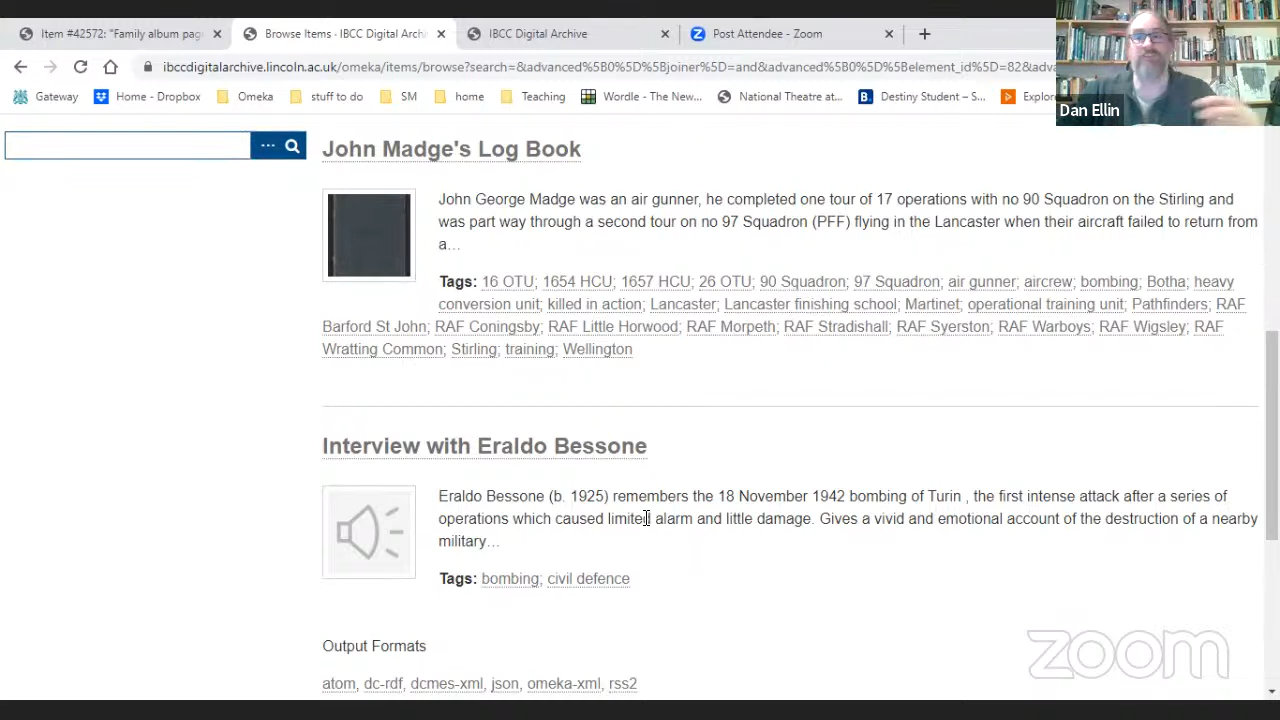 Item #42572: "Family album pag
Browse Items · IBCC Digital Arch
IBCC Digital Archive
Post Attendee - Zoom
ibccdigitalarchive.lincoln.ac.uk/omeka/items/browse?search=&advanced%5B0%5D%5Bjoiner%5D=and&advanced%5B0%5D%5Belement_id%5D=82&adva
Gateway
Home - Dropbox
Omeka
stuff to do
SM
home
Teaching
Wordle - The New...
National Theatre at...
Destiny Student – S...
Explor
Dan Ellin
John Madge's Log Book
John George Madge was an air gunner, he completed one tour of 17 operations with no 90 Squadron on the Stirling and
was part way through a second tour on no 97 Squadron (PFF) flying in the Lancaster when their aircraft failed to return from
a…
Tags: 16 OTU; 1654 HCU; 1657 HCU; 26 OTU; 90 Squadron; 97 Squadron; air gunner; aircrew; bombing; Botha; heavy
conversion unit; killed in action; Lancaster; Lancaster finishing school; Martinet; operational training unit; Pathfinders; RAF
Barford St John; RAF Coningsby; RAF Little Horwood; RAF Morpeth; RAF Stradishall; RAF Syerston; RAF Warboys; RAF Wigsley; RAF
Wratting Common; Stirling; training; Wellington
Interview with Eraldo Bessone
Eraldo Bessone (b. 1925) remembers the 18 November 1942 bombing of Turin , the first intense attack after a series of
operations which caused limited alarm and little damage. Gives a vivid and emotional account of the destruction of a nearby
military…
Tags: bombing; civil defence
Output Formats
atom, dc-rdf, dcmes-xml, json, omeka-xml, rss2
zoom